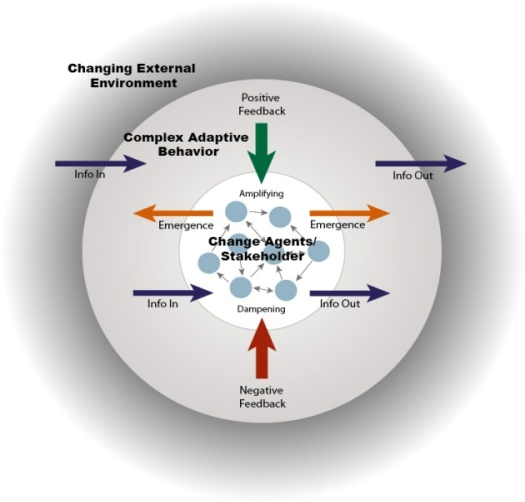 Changing External
Environment
Positive
Feedback
Complex Adaptive
Behavior
Info In
Info Out
Amplifying
Emergence
Emergence
Change Agents/
Stakeholder
Info In
Info Out
Dampening
Negative
Feedback